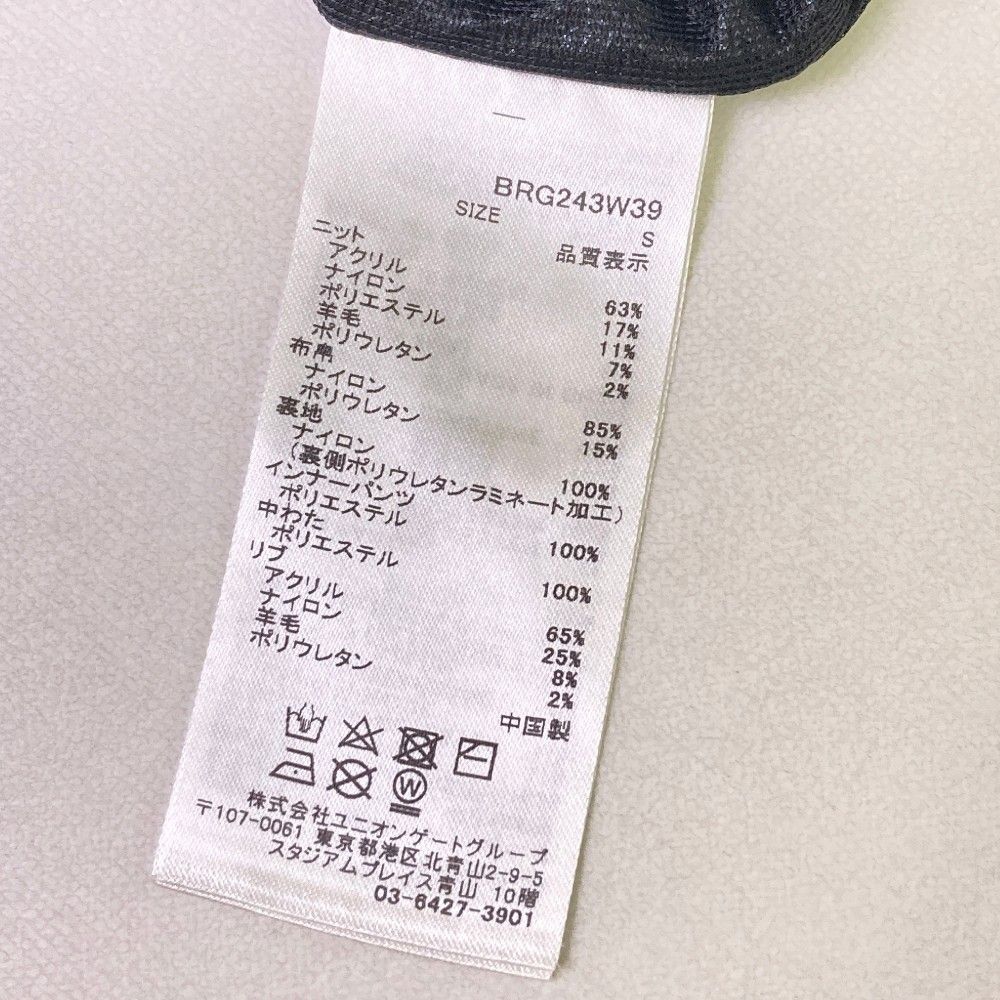 BRG243W39
SIZE S
品質表示
ニット
アクリル 63%
ナイロン 17%
ポリエステル 11%
羊毛 7%
ポリウレタン 2%
布帛
ナイロン 85%
ポリウレタン 15%
裏地
ナイロン 100%
(裏側ポリウレタンラミネート加工)
インナーパンツ
ポリエステル 100%
中わた
ポリエステル 100%
リブ
アクリル 65%
ナイロン 25%
羊毛 8%
ポリウレタン 2%
中国製
W
株式会社ユニオンゲートグループ
〒107-0061 東京都港区北青山2-9-5
スタジアムプレイス青山 10階
03-6427-3901